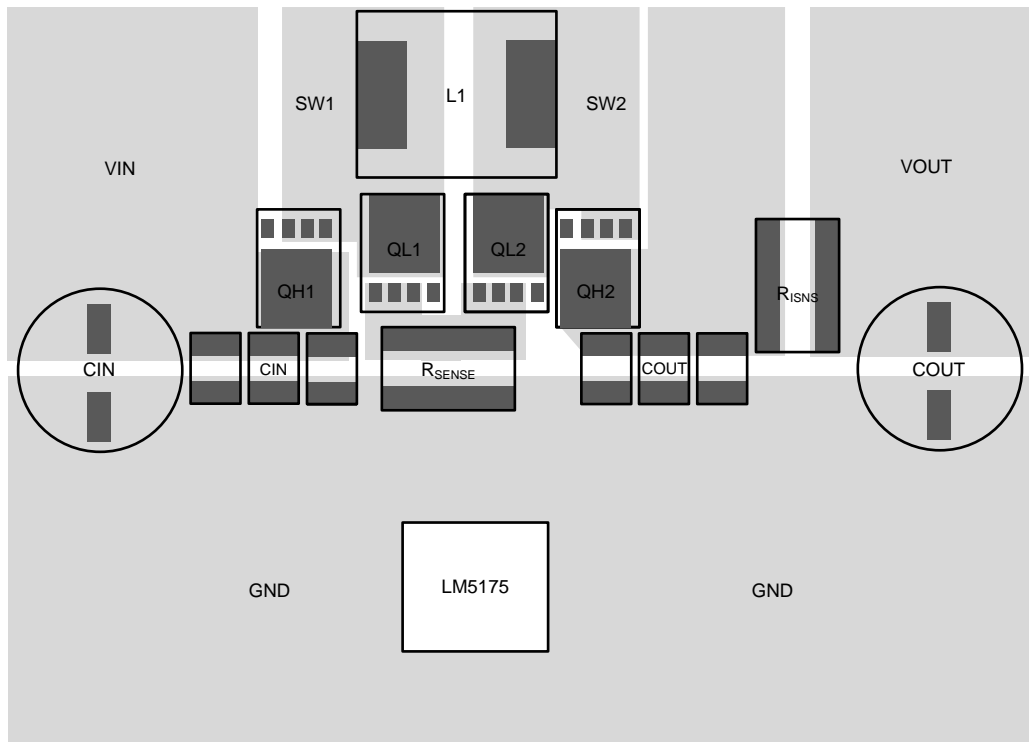 L1
SW1
SW2
VIN
VOUT
QL1
QL2
QH1
QH2
RISNS
CIN
CIN
RSENSE
COUT
COUT
LM5175
GND
GND